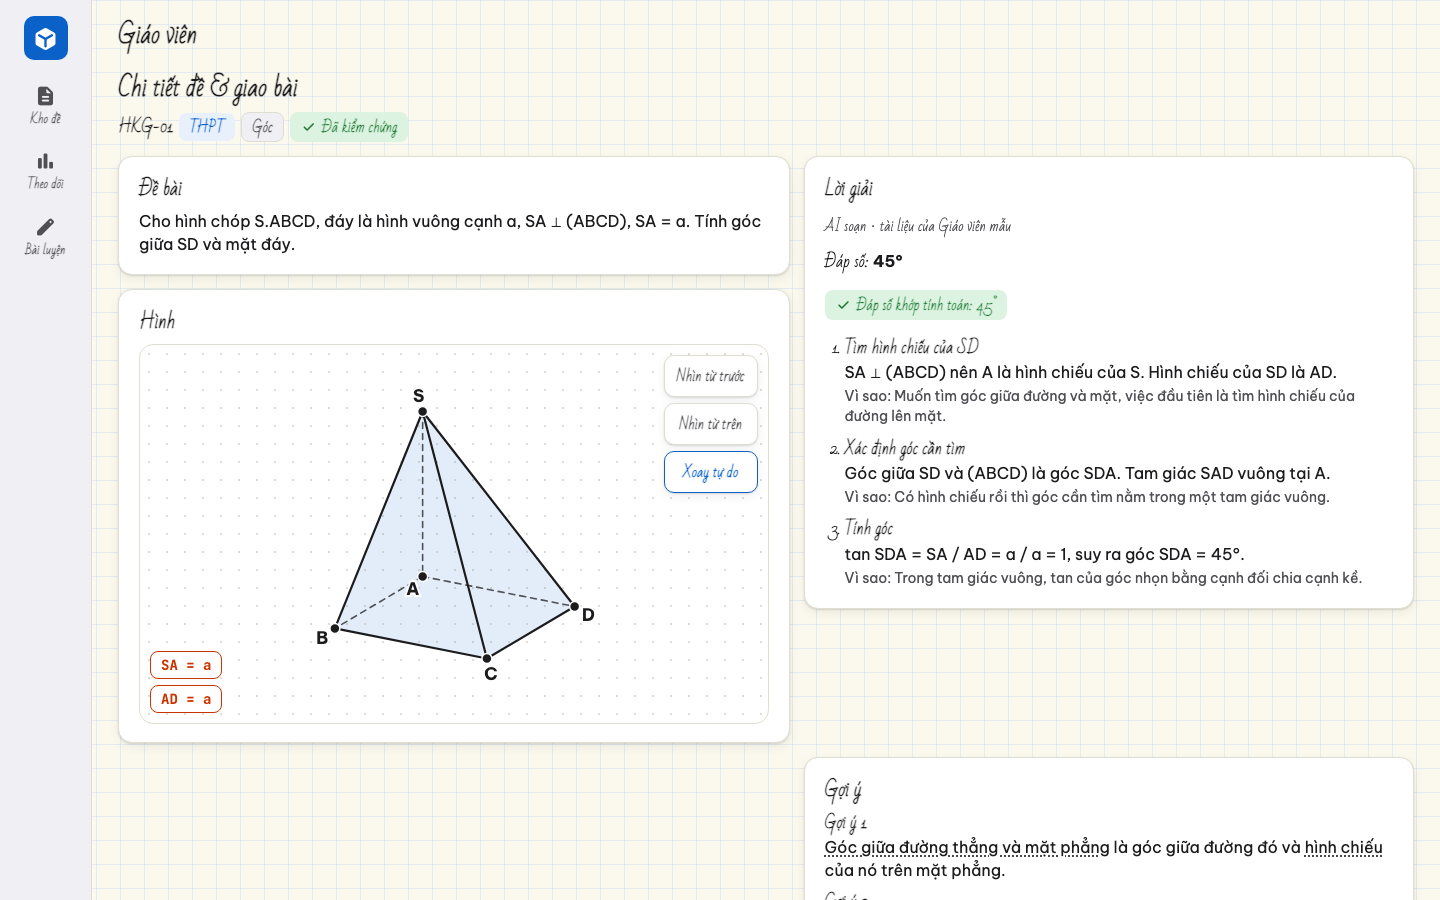 Giáo viên
Kho đề
Theo dõi
Bài luyện
Chi tiết đề & giao bài
HKG-01 THPT Góc Đã kiểm chứng
Đề bài
Cho hình chóp S.ABCD, đáy là hình vuông cạnh a, SA ⊥ (ABCD), SA = a. Tính góc
giữa SD và mặt đáy.
Hình
Nhìn từ trước
Nhìn từ trên
Xoay tự do
S
A
B
C
D
SA = a
AD = a
Lời giải
AI soạn · tài liệu của Giáo viên mẫu
Đáp số: 45°
Đáp số khớp tính toán: 45°
1. Tìm hình chiếu của SD
SA ⊥ (ABCD) nên A là hình chiếu của S. Hình chiếu của SD là AD.
Vì sao: Muốn tìm góc giữa đường và mặt, việc đầu tiên là tìm hình chiếu của
đường lên mặt.
2. Xác định góc cần tìm
Góc giữa SD và (ABCD) là góc SDA. Tam giác SAD vuông tại A.
Vì sao: Có hình chiếu rồi thì góc cần tìm nằm trong một tam giác vuông.
3. Tính góc
tan SDA = SA / AD = a / a = 1, suy ra góc SDA = 45°.
Vì sao: Trong tam giác vuông, tan của góc nhọn bằng cạnh đối chia cạnh kề.
Gợi ý
Gợi ý 1
Góc giữa đường thẳng và mặt phẳng là góc giữa đường đó và hình chiếu
của nó trên mặt phẳng.